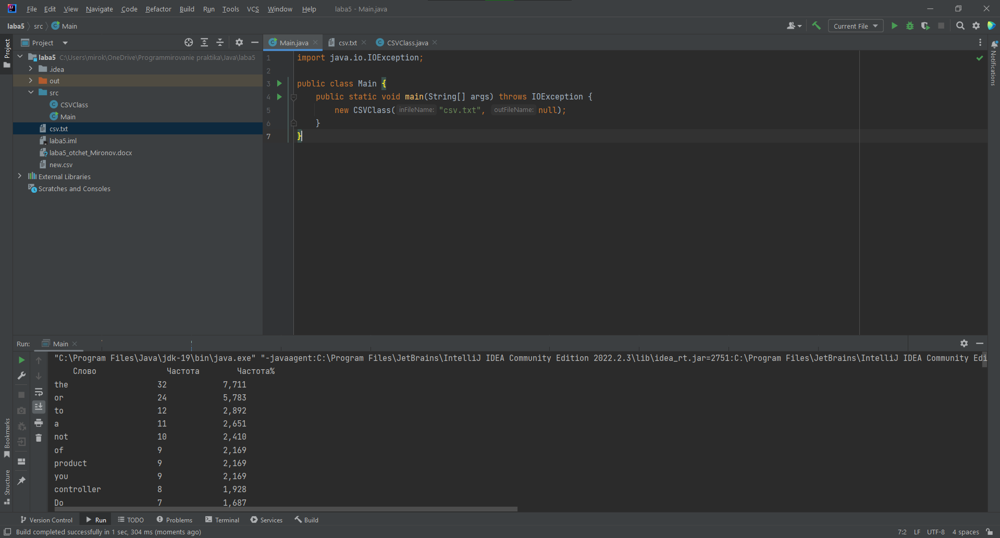 File Edit View Navigate Code Refactor Build Run Tools VCS Window Help laba5 - Main.java
laba5 src Main Current File
Project
Project
laba5 C:\Users\mirok\OneDrive\Programmirovanie praktika\Java\laba5
.idea
out
src
CSVClass
Main
csv.txt
laba5.iml
laba5_otchet_Mironov.docx
new.csv
External Libraries
Scratches and Consoles
Main.java csv.txt CSVClass.java
1 import java.io.IOException;
2
3 public class Main {
4 public static void main(String[] args) throws IOException {
5 new CSVClass( inFileName: "csv.txt", outFileName: null);
6 }
7 }
Notifications
Run: Main
"C:\Program Files\Java\jdk-19\bin\java.exe" "-javaagent:C:\Program Files\JetBrains\IntelliJ IDEA Community Edition 2022.2.3\lib\idea_rt.jar=2751:C:\Program Files\JetBrains\IntelliJ IDEA Community Edi
Слово Частота Частота%
the 32 7,711
or 24 5,783
to 12 2,892
a 11 2,651
not 10 2,410
of 9 2,169
product 9 2,169
you 9 2,169
controller 8 1,928
Do 7 1,687
Bookmarks
Structure
Version Control Run TODO Problems Terminal Services Build
Build completed successfully in 1 sec, 304 ms (moments ago) 7:2 LF UTF-8 4 spaces